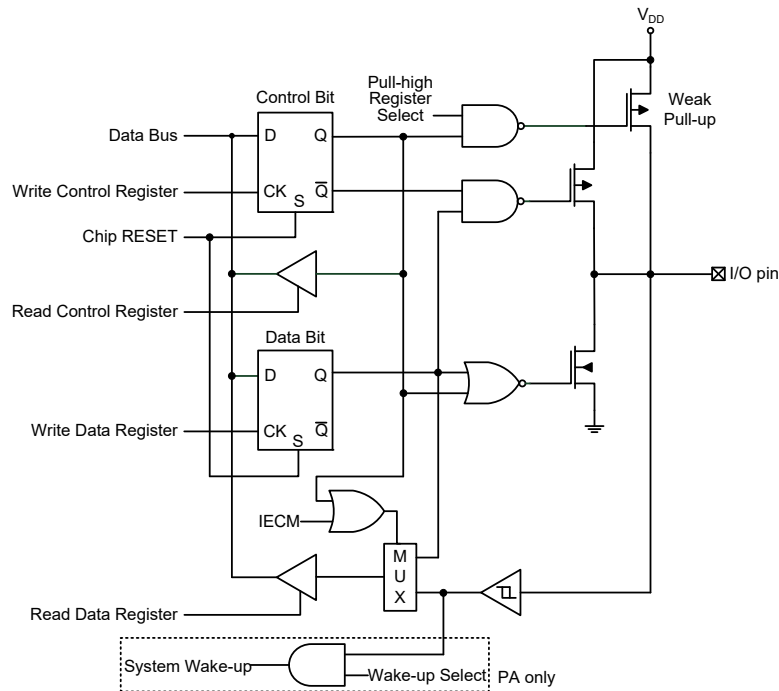 V_DD
Pull-high
Register
Select
Weak
Pull-up
Control Bit
Data Bus
D
Q
Write Control Register
CK
Q̅
S
Chip RESET
I/O pin
Read Control Register
Data Bit
D
Q
Write Data Register
CK
Q̅
S
IECM
M
U
X
Read Data Register
System Wake-up
Wake-up Select
PA only